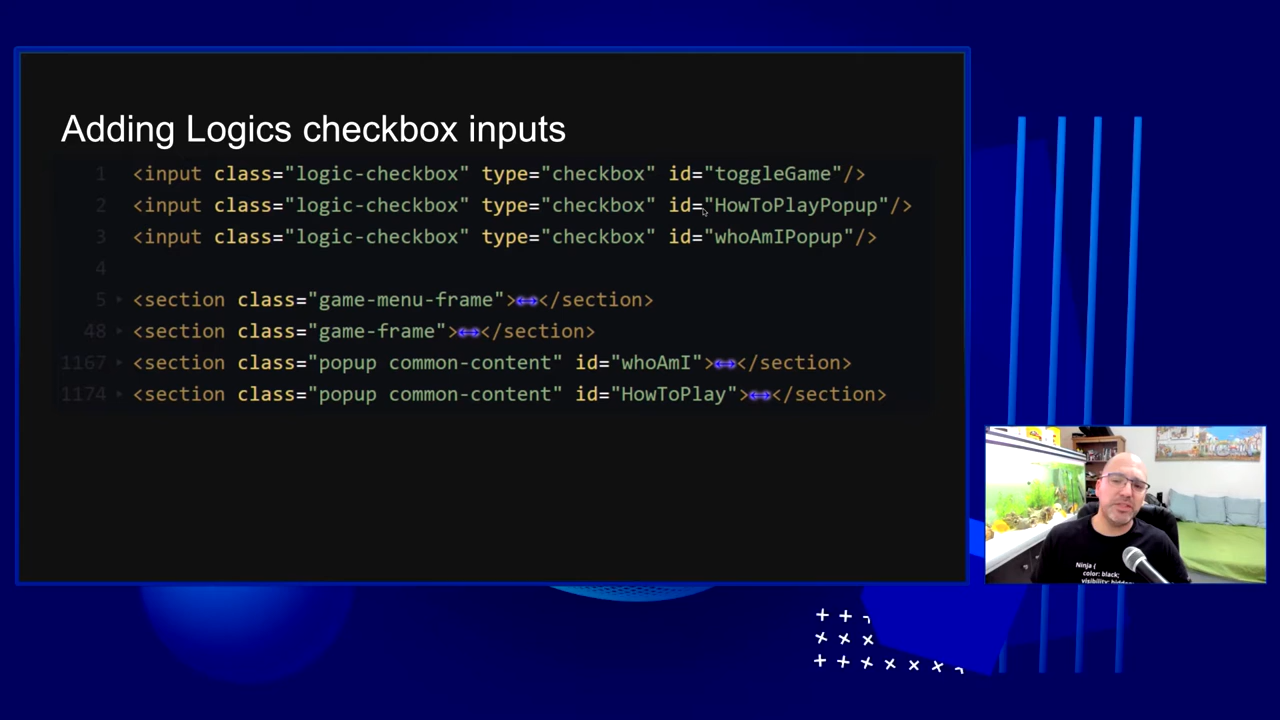 Adding Logics checkbox inputs
1 <input class="logic-checkbox" type="checkbox" id="toggleGame"/>
2 <input class="logic-checkbox" type="checkbox" id="HowToPlayPopup"/>
3 <input class="logic-checkbox" type="checkbox" id="whoAmIPopup"/>
4
5 <section class="game-menu-frame"></section>
48 <section class="game-frame"></section>
1167 <section class="popup common-content" id="whoAmI"></section>
1174 <section class="popup common-content" id="HowToPlay"></section>
Ninja {
color: black;